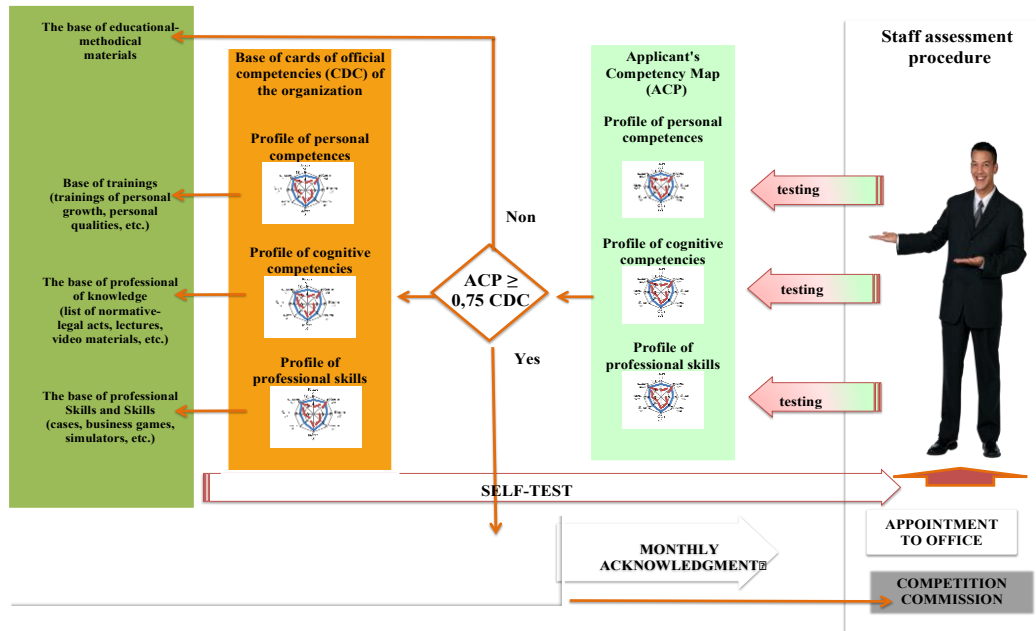 The base of educational-
methodical
materials
Base of trainings
(trainings of personal
growth, personal
qualities, etc.)
The base of professional
of knowledge
(list of normative-
legal acts, lectures,
video materials, etc.)
The base of professional
Skills and Skills
(cases, business games,
simulators, etc.)
Base of cards of official
competencies (CDC) of
the organization
Profile of personal
competences
Profile of cognitive
competencies
Profile of
professional skills
Non
ACP ≥
0,75 CDC
Yes
Applicant's
Competency Map
(ACP)
Profile of personal
competences
Profile of cognitive
competencies
Profile of
professional skills
testing
testing
testing
Staff assessment
procedure
SELF-TEST
MONTHLY
ACKNOWLEDGMENT
APPOINTMENT
TO OFFICE
COMPETITION
COMMISSION